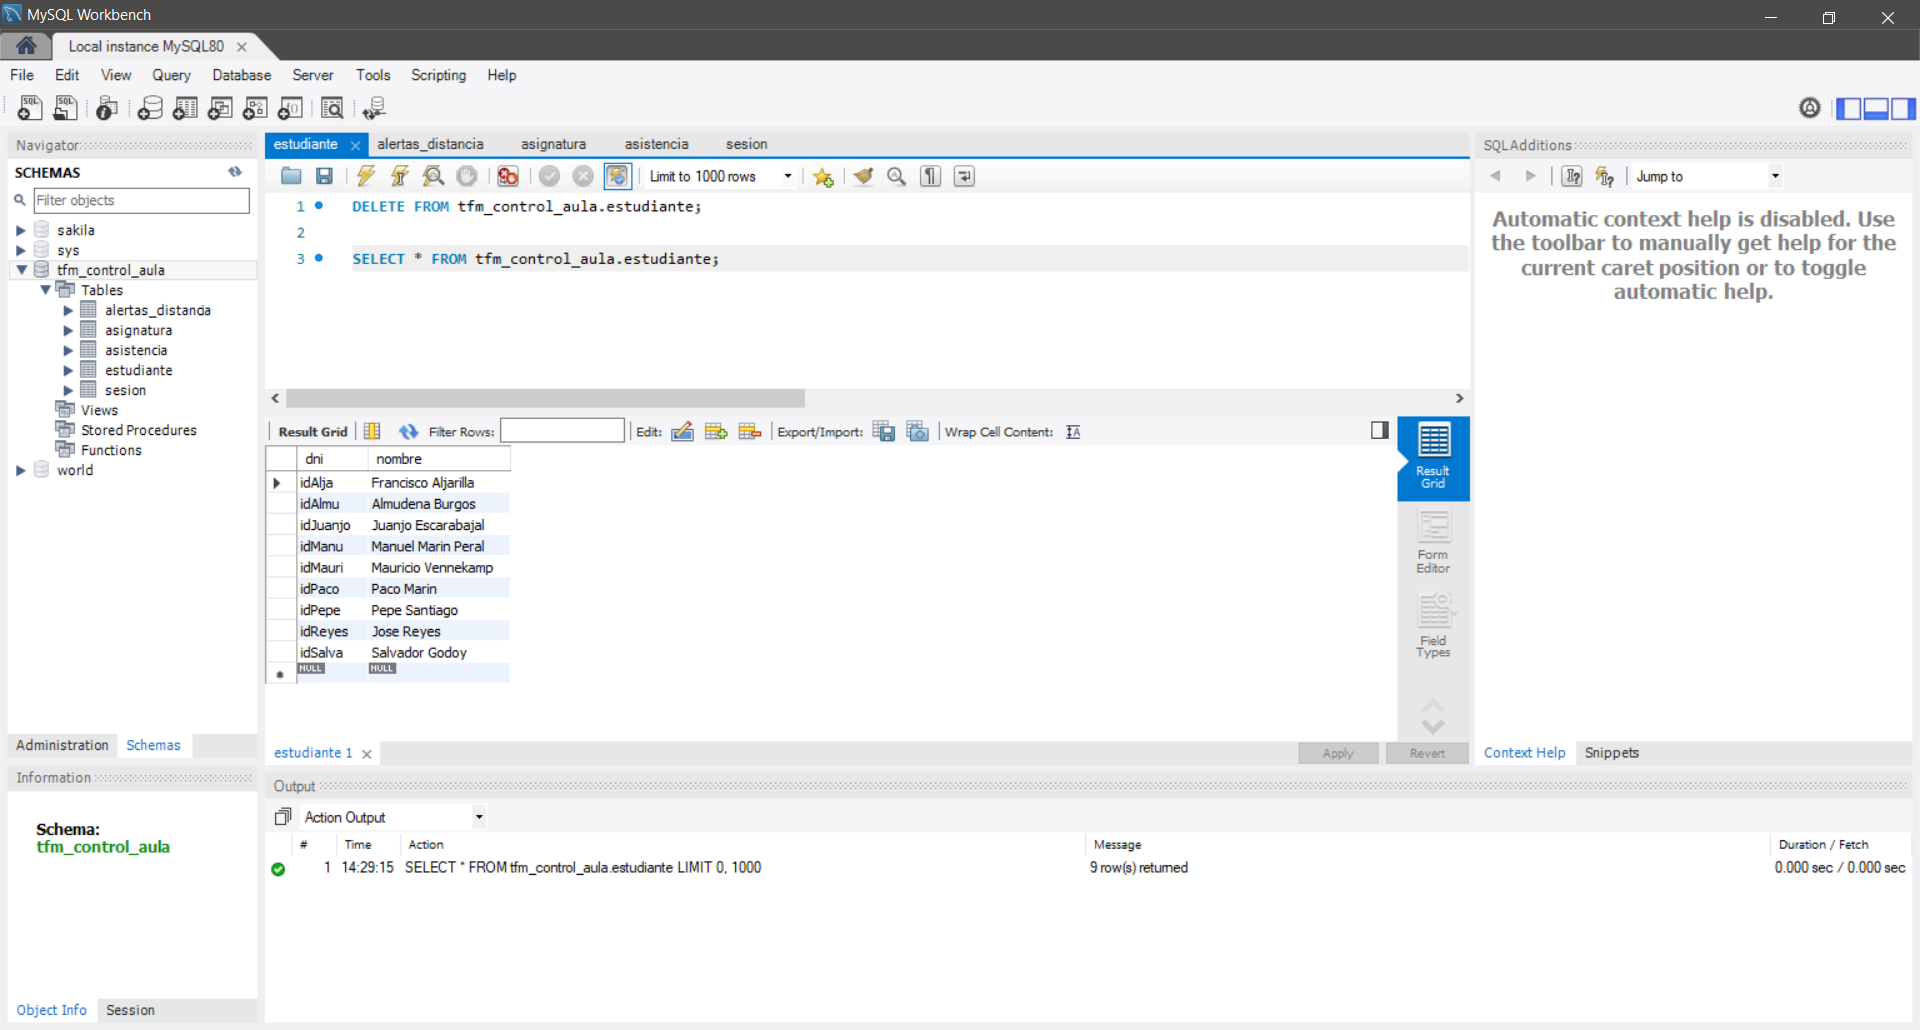 MySQL Workbench
Local instance MySQL80
File Edit View Query Database Server Tools Scripting Help
Navigator
SCHEMAS
Filter objects
sakila
sys
tfm_control_aula
Tables
alertas_distancia
asignatura
asistencia
estudiante
sesion
Views
Stored Procedures
Functions
world
Administration Schemas
Information
Schema:
tfm_control_aula
Object Info Session
estudiante alertas_distancia asignatura asistencia sesion
Limit to 1000 rows
1 DELETE FROM tfm_control_aula.estudiante;
2
3 SELECT * FROM tfm_control_aula.estudiante;
Result Grid Filter Rows: Edit: Export/Import: Wrap Cell Content:
dni nombre
idAlja Francisco Aljarilla
idAlmu Almudena Burgos
idJuanjo Juanjo Escarabajal
idManu Manuel Marin Peral
idMauri Mauricio Vennekamp
idPaco Paco Marin
idPepe Pepe Santiago
idReyes Jose Reyes
idSalva Salvador Godoy
NULL NULL
Result
Grid
Form
Editor
Field
Types
estudiante 1
Apply Revert
SQLAdditions
Jump to
Automatic context help is disabled. Use
the toolbar to manually get help for the
current caret position or to toggle
automatic help.
Context Help Snippets
Output
Action Output
# Time Action Message Duration / Fetch
1 14:29:15 SELECT * FROM tfm_control_aula.estudiante LIMIT 0, 1000 9 row(s) returned 0.000 sec / 0.000 sec